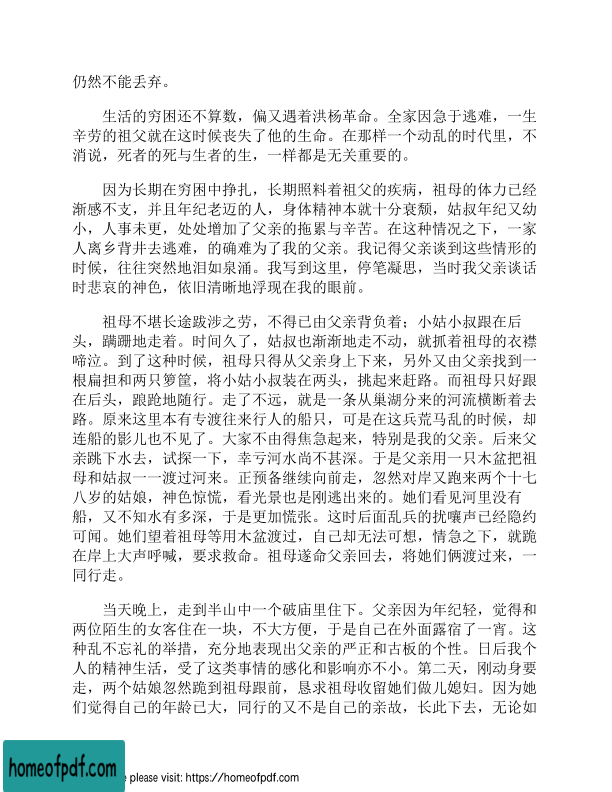 仍然不能丢弃。
生活的穷困还不算数，偏又遇着洪杨革命。全家因急于逃难，一生
辛劳的祖父就在这时候丧失了他的生命。在那样一个动乱的时代里，不
消说，死者的死与生者的生，一样都是无关重要的。
因为长期在穷困中挣扎，长期照料着祖父的疾病，祖母的体力已经
渐感不支，并且年纪老迈的人，身体精神本就十分衰颓，姑叔年纪又幼
小，人事未更，处处增加了父亲的拖累与辛苦。在这种情况之下，一家
人离乡背井去逃难，的确难为了我的父亲。我记得父亲谈到这些情形的
时候，往往突然地泪如泉涌。我写到这里，停笔凝思，当时我父亲谈话
时悲哀的神色，依旧清晰地浮现在我的眼前。
祖母不堪长途跋涉之劳，不得已由父亲背负着；小姑小叔跟在后
头，蹒跚地走着。时间久了，姑叔也渐渐地走不动，就抓着祖母的衣襟
啼泣。到了这种时候，祖母只得从父亲身上下来，另外又由父亲找到一
根扁担和两只箩筐，将小姑小叔装在两头，挑起来赶路。而祖母只好跟
在后头，踉跄地随行。走了不远，就是一条从巢湖分来的河流横断着去
路。原来这里本有专渡往来行人的船只，可是在这兵荒马乱的时候，却
连船的影儿也不见了。大家不由得焦急起来，特别是我的父亲。后来父
亲跳下水去，试探一下，幸亏河水尚不甚深。于是父亲用一只木盆把祖
母和姑叔一一渡过河来。正预备继续向前走，忽然对岸又跑来两个十七
八岁的姑娘，神色惊慌，看光景也是刚逃出来的。她们看见河里没有
船，又不知水有多深，于是更加慌张。这时后面乱兵的扰嚷声已经隐约
可闻。她们望着祖母等用木盆渡过，自己却无法可想，情急之下，就跪
在岸上大声呼喊，要求救命。祖母遂命父亲回去，将她们俩渡过来，一
同行走。
当天晚上，走到半山中一个破庙里住下。父亲因为年纪轻，觉得和
两位陌生的女客住在一块，不大方便，于是自己在外面露宿了一宵。这
种乱不忘礼的举措，充分地表现出父亲的严正和古板的个性。日后我个
人的精神生活，受了这类事情的感化和影响亦不小。第二天，刚动身要
走，两个姑娘忽然跪到祖母跟前，恳求祖母收留她们做儿媳妇。因为她
们觉得自己的年龄已大，同行的又不是自己的亲故，长此下去，无论如
homeofpdf.com
e please visit: https://homeofpdf.com